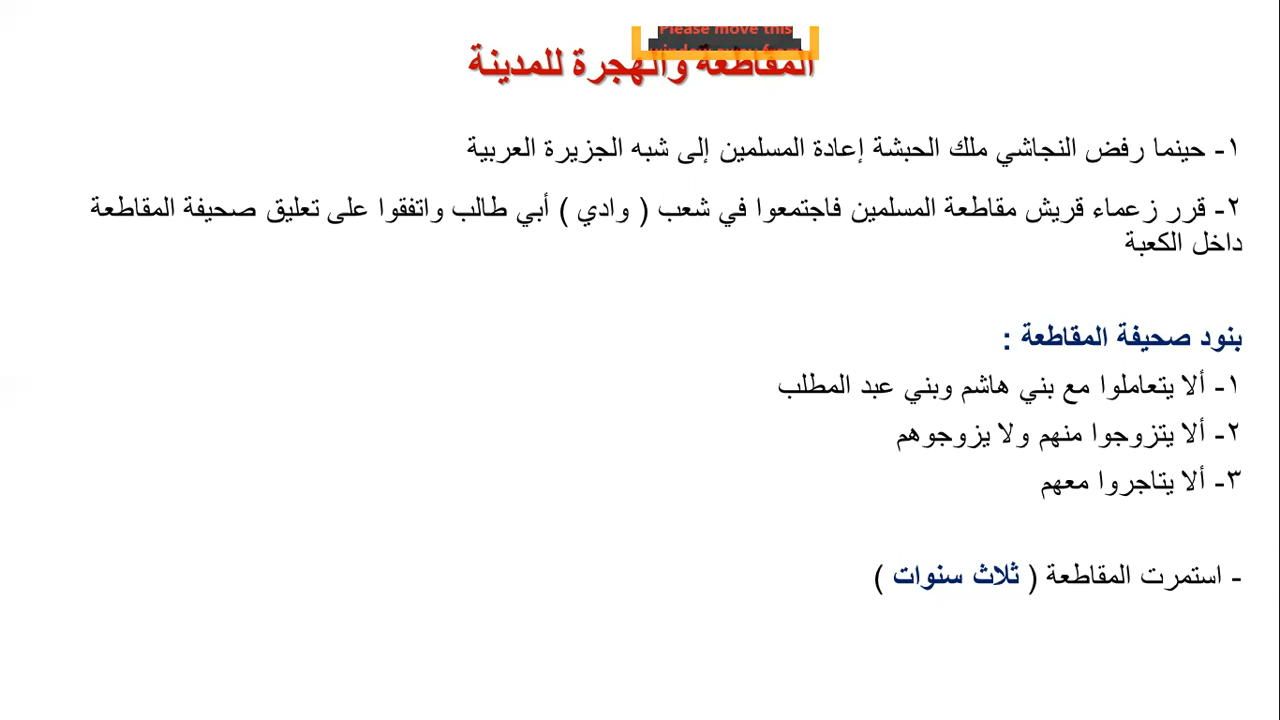 Please move this
window away from
المقاطعة والهجرة للمدينة
١- حينما رفض النجاشي ملك الحبشة إعادة المسلمين إلى شبه الجزيرة العربية
٢- قرر زعماء قريش مقاطعة المسلمين فاجتمعوا في شعب ( وادي ) أبي طالب واتفقوا على تعليق صحيفة المقاطعة
داخل الكعبة
بنود صحيفة المقاطعة :
١- ألا يتعاملوا مع بني هاشم وبني عبد المطلب
٢- ألا يتزوجوا منهم ولا يزوجوهم
٣- ألا يتاجروا معهم
- استمرت المقاطعة ( ثلاث سنوات )